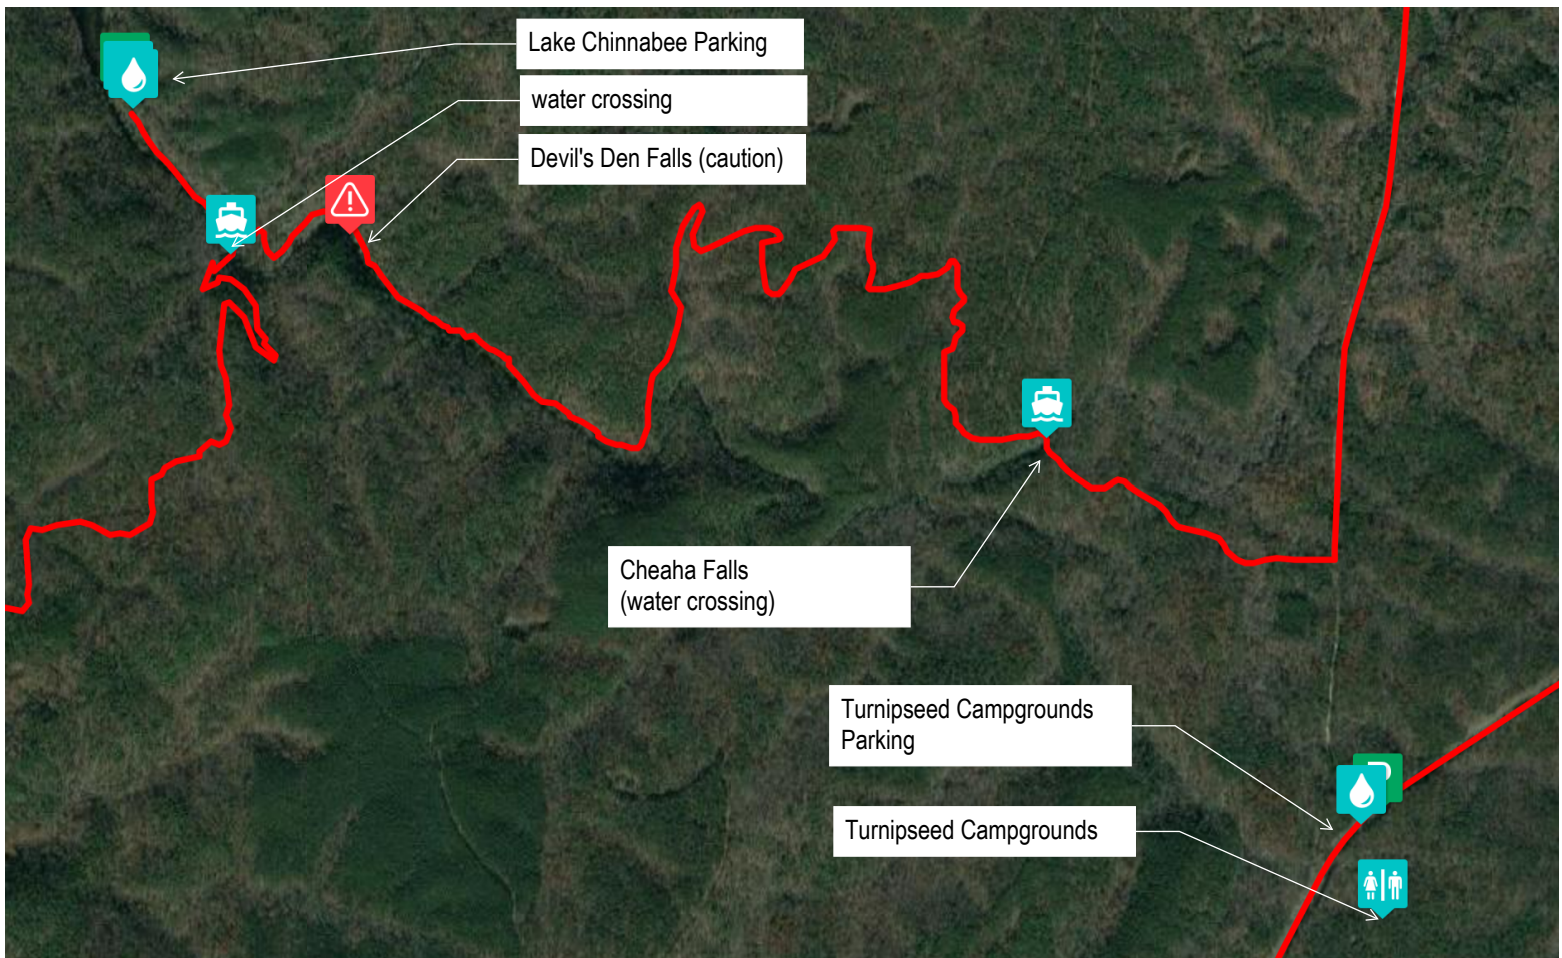 Lake Chinnabee Parking
water crossing
Devil's Den Falls (caution)
Cheaha Falls
(water crossing)
Turnipseed Campgrounds
Parking
Turnipseed Campgrounds